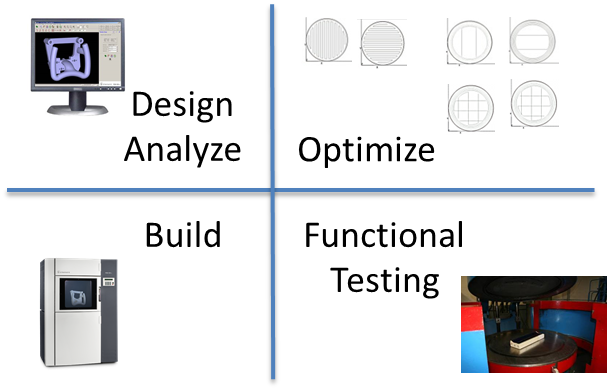 Design
Analyze
Optimize
Build
Functional
Testing